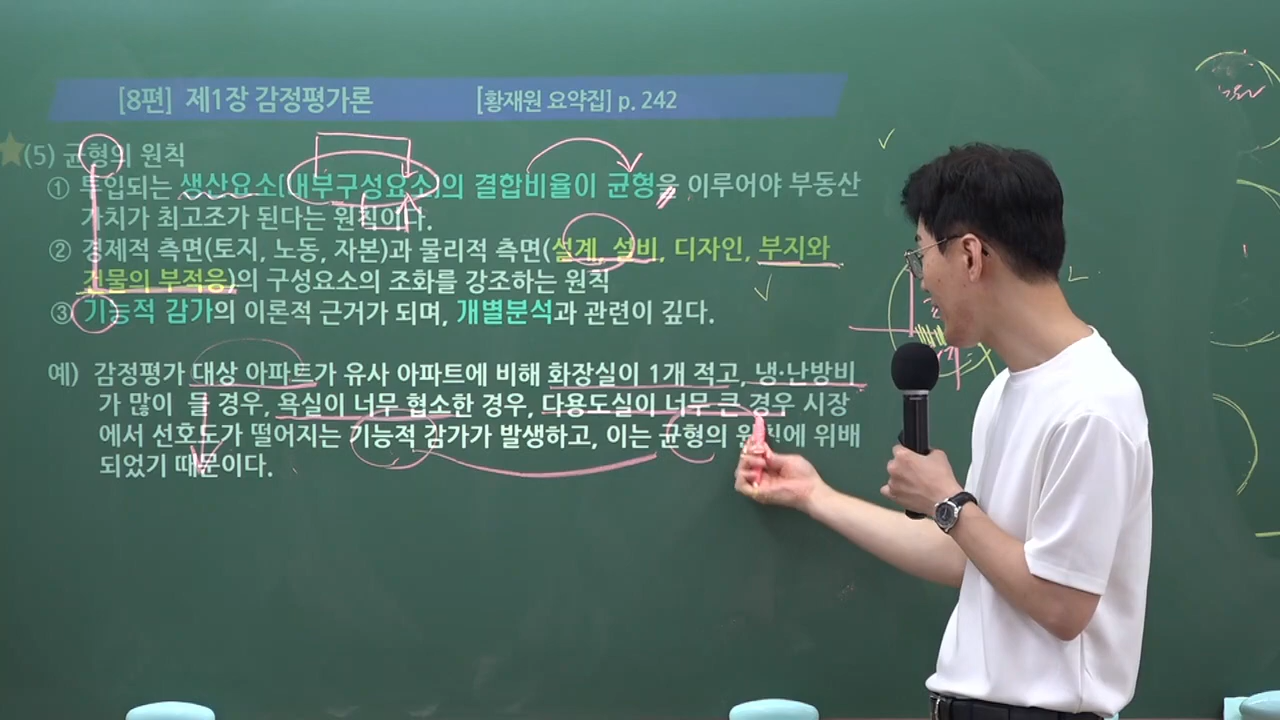 [8편] 제1장 감정평가론 [황재원 요약집] p. 242
(5) 균형의 원칙
① 투입되는 생산요소(내부구성요소)의 결합비율이 균형을 이루어야 부동산
가치가 최고조가 된다는 원칙이다.
② 경제적 측면(토지, 노동, 자본)과 물리적 측면(설계, 설비, 디자인, 부지와
건물의 부적응)의 구성요소의 조화를 강조하는 원칙
③ 기능적 감가의 이론적 근거가 되며, 개별분석과 관련이 깊다.
예) 감정평가 대상 아파트가 유사 아파트에 비해 화장실이 1개 적고, 냉·난방비
가 많이 들 경우, 욕실이 너무 협소한 경우, 다용도실이 너무 큰 경우 시장
에서 선호도가 떨어지는 기능적 감가가 발생하고, 이는 균형의 원칙에 위배
되었기 때문이다.